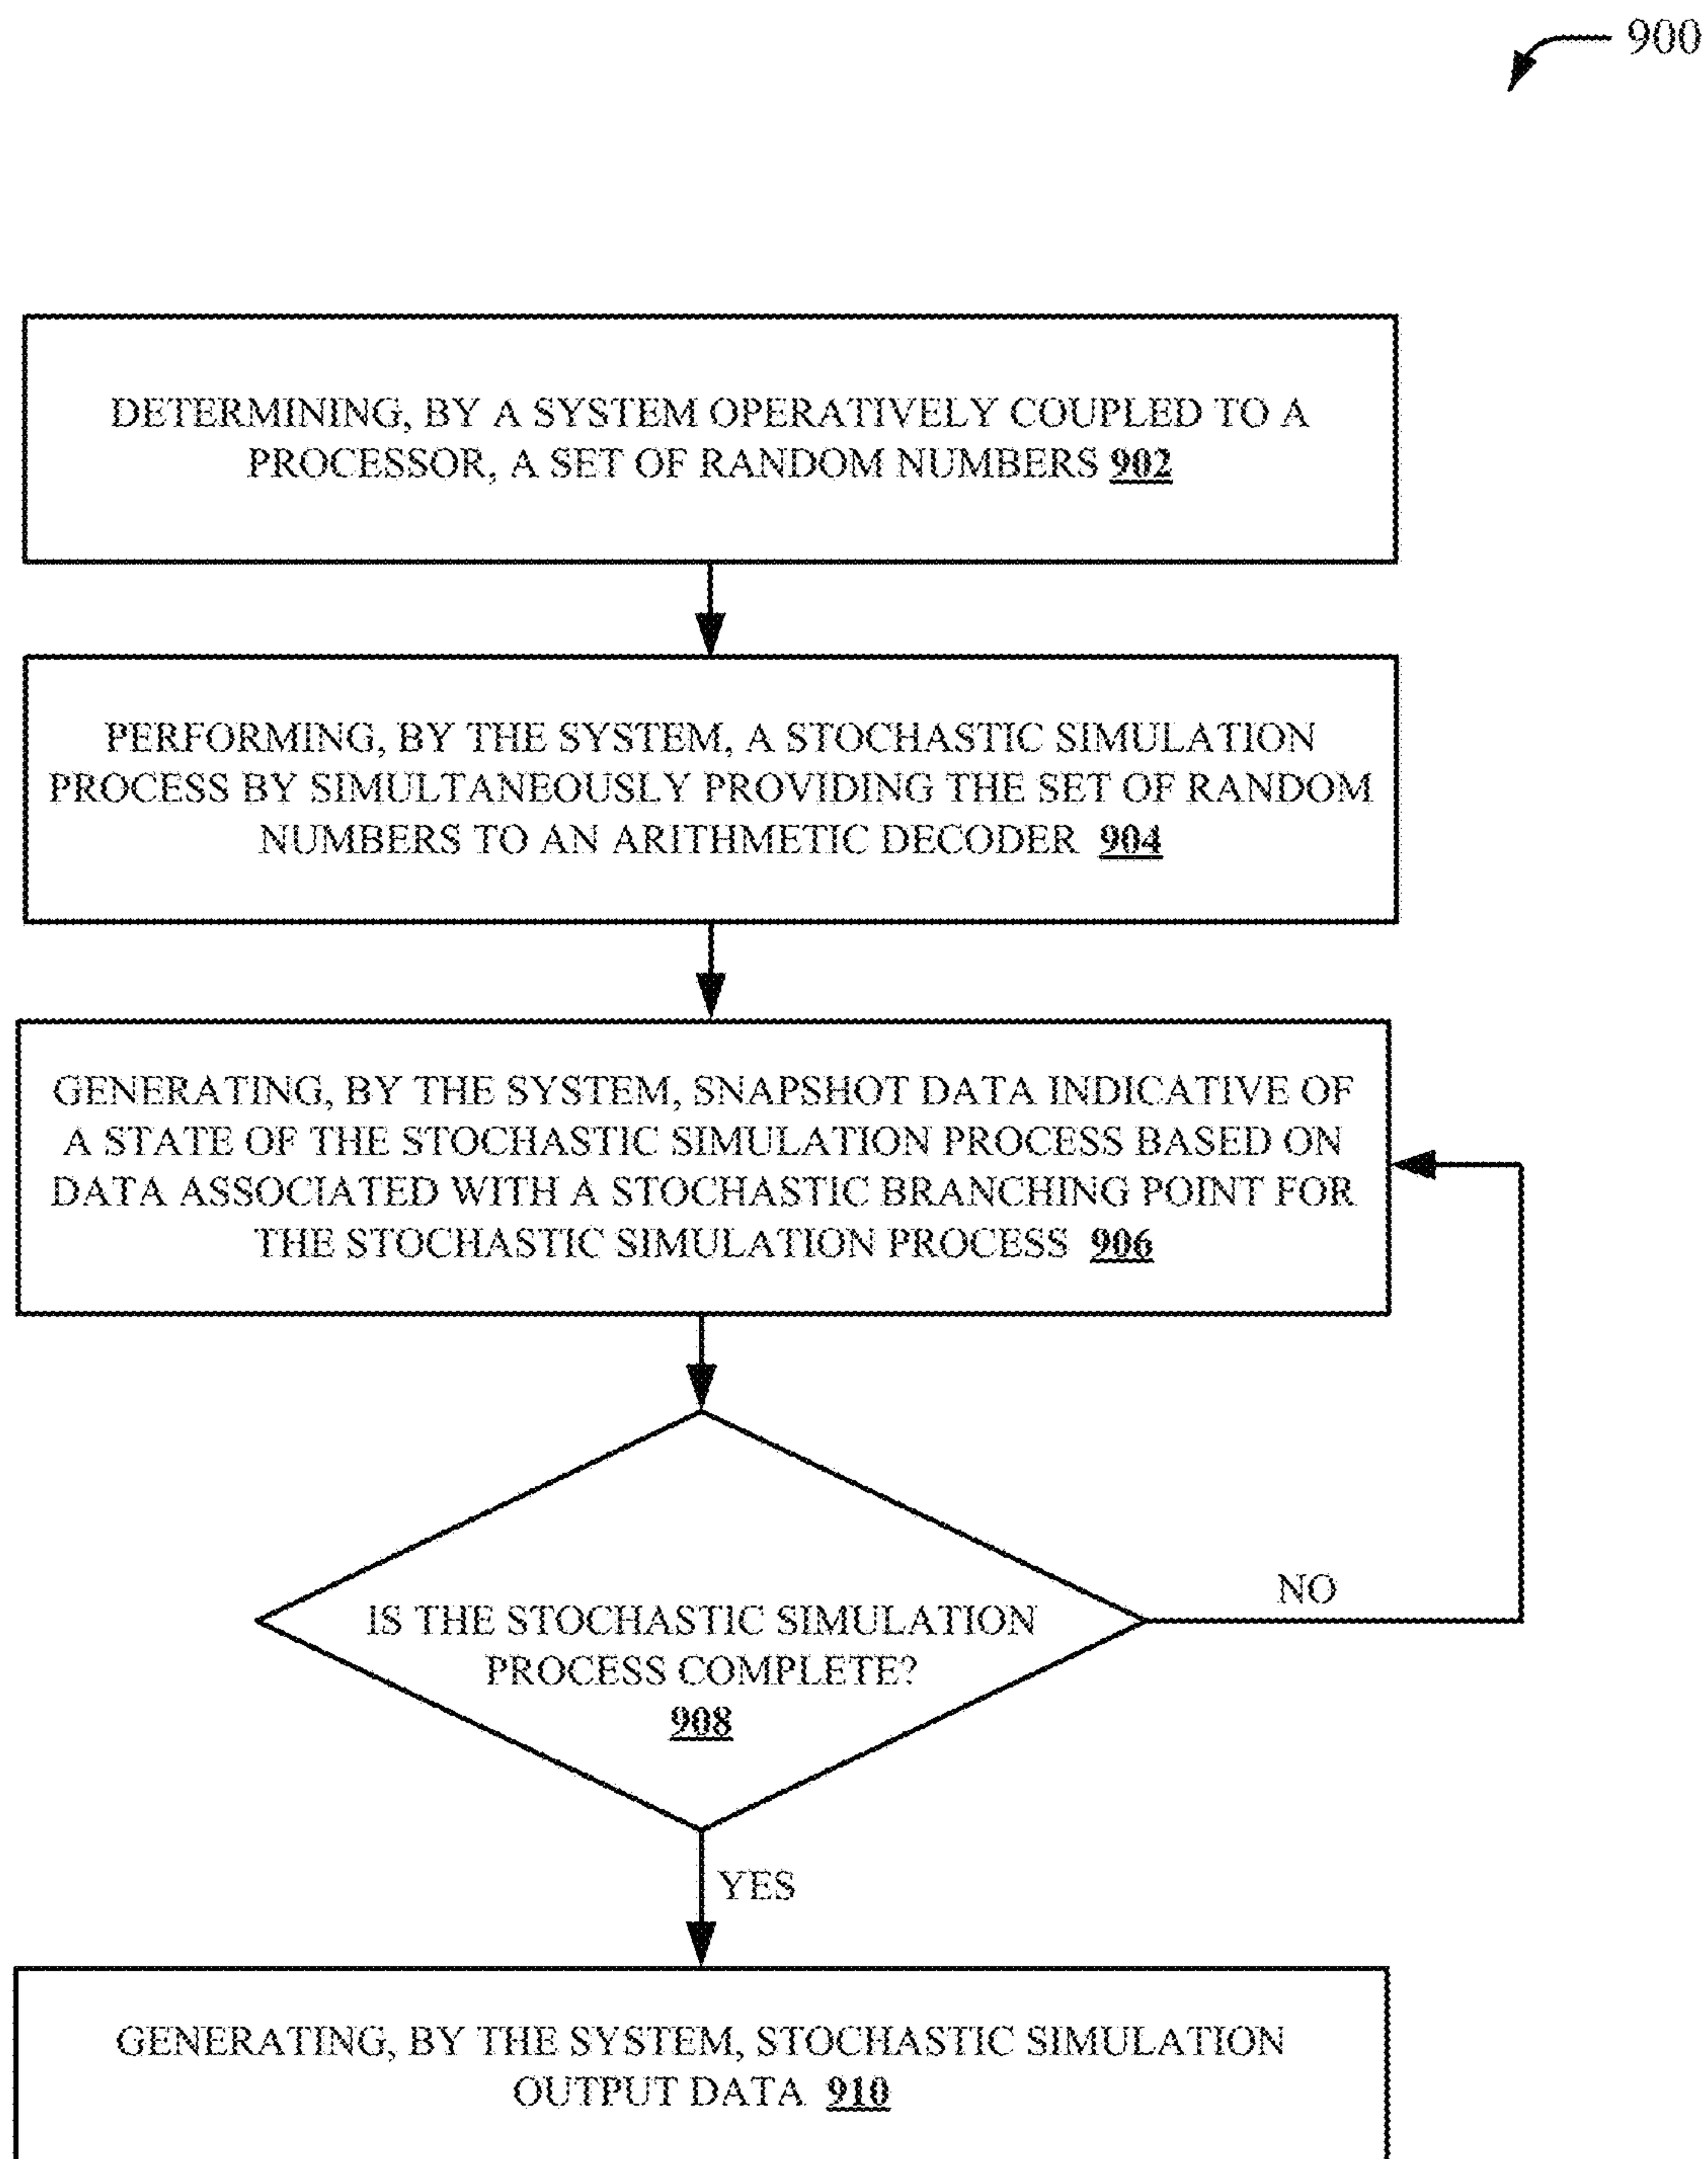 900
DETERMINING, BY A SYSTEM OPERATIVELY COUPLED TO A
PROCESSOR, A SET OF RANDOM NUMBERS 902
PERFORMING, BY THE SYSTEM, A STOCHASTIC SIMULATION
PROCESS BY SIMULTANEOUSLY PROVIDING THE SET OF RANDOM
NUMBERS TO AN ARITHMETIC DECODER 904
GENERATING, BY THE SYSTEM, SNAPSHOT DATA INDICATIVE OF
A STATE OF THE STOCHASTIC SIMULATION PROCESS BASED ON
DATA ASSOCIATED WITH A STOCHASTIC BRANCHING POINT FOR
THE STOCHASTIC SIMULATION PROCESS 906
NO
IS THE STOCHASTIC SIMULATION
PROCESS COMPLETE?
908
YES
GENERATING, BY THE SYSTEM, STOCHASTIC SIMULATION
OUTPUT DATA 910